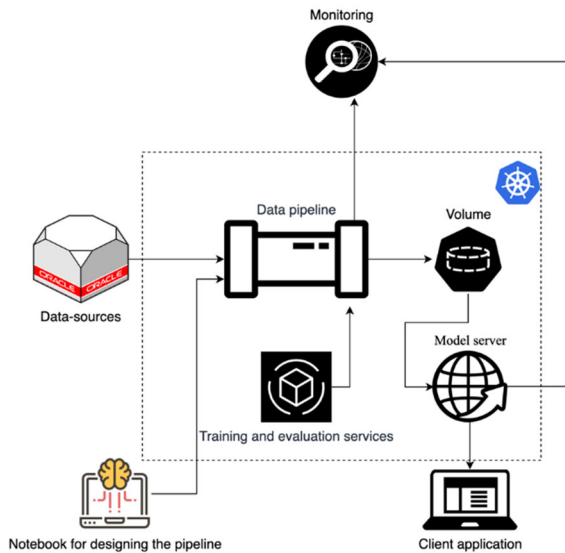 Monitoring
Data pipeline
Volume
ORACLE ORACLE
Data-sources
Model server
Training and evaluation services
Notebook for designing the pipeline
Client application